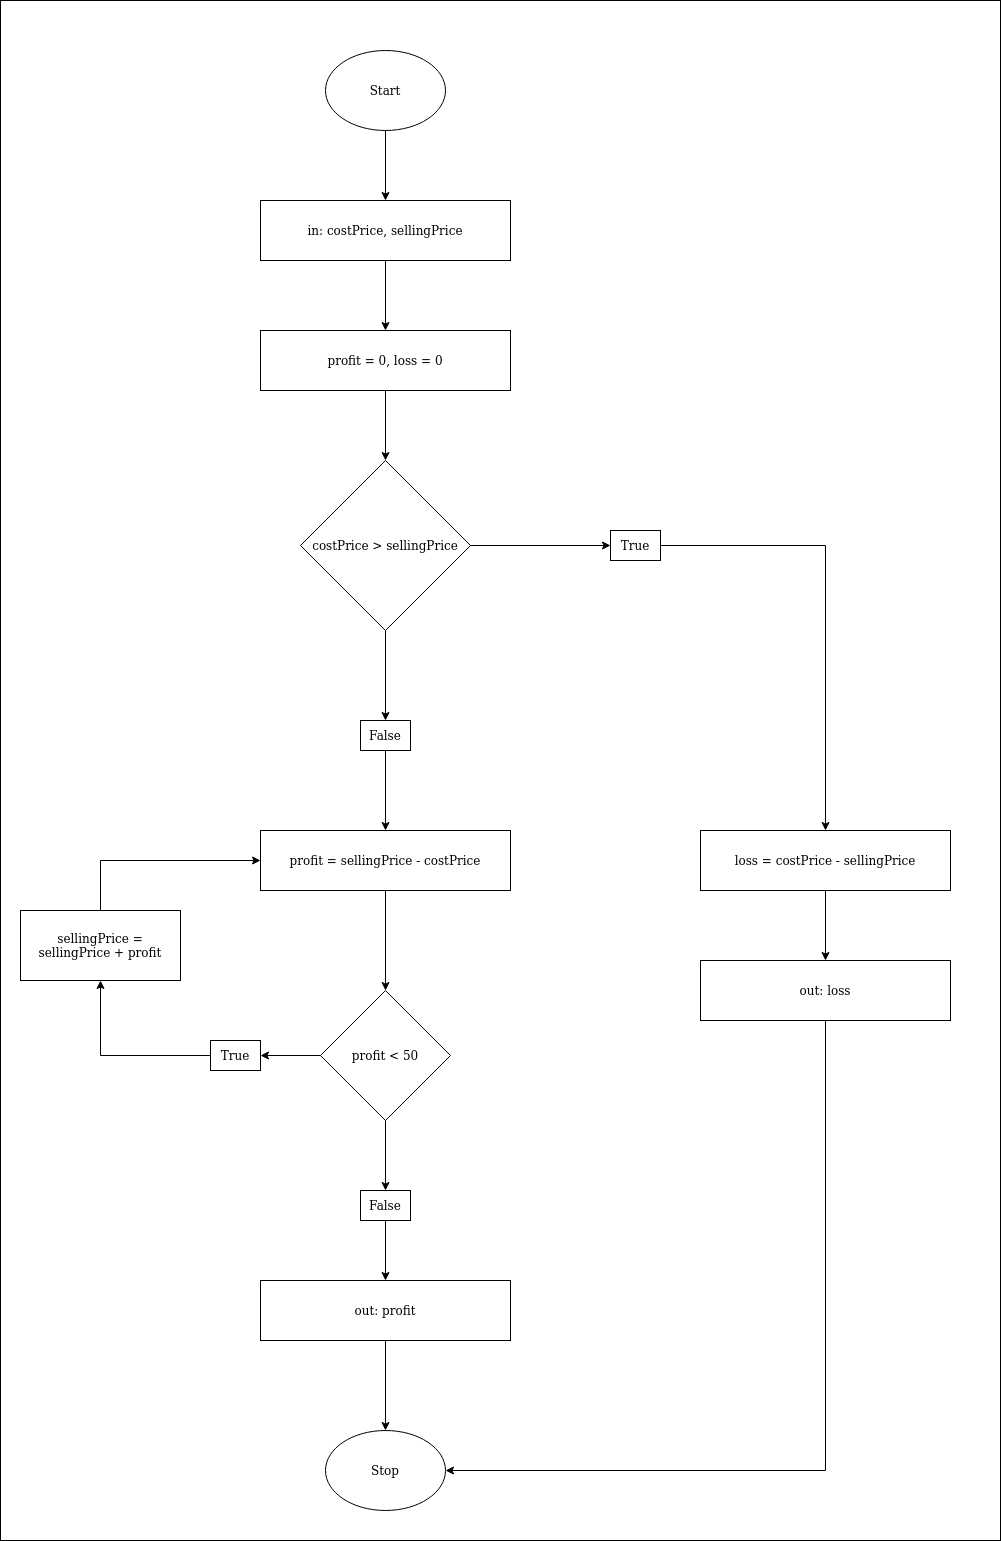 Start
in: costPrice, sellingPrice
profit = 0, loss = 0
costPrice > sellingPrice
True
False
profit = sellingPrice - costPrice
loss = costPrice - sellingPrice
sellingPrice =
sellingPrice + profit
out: loss
True
profit < 50
False
out: profit
Stop